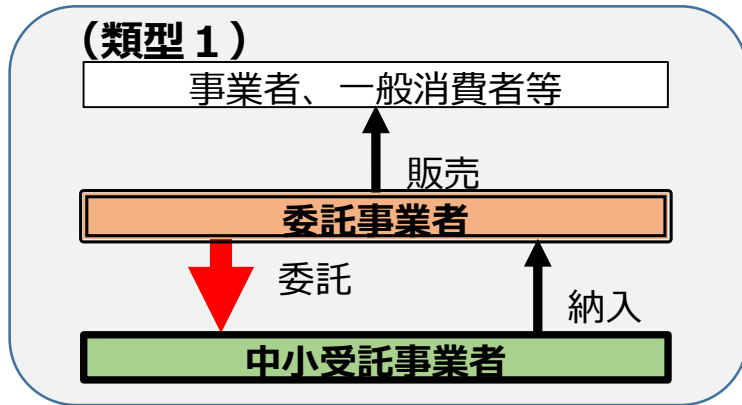 （類型１）
事業者、一般消費者等
販売
委託事業者
委託
納入
中小受託事業者